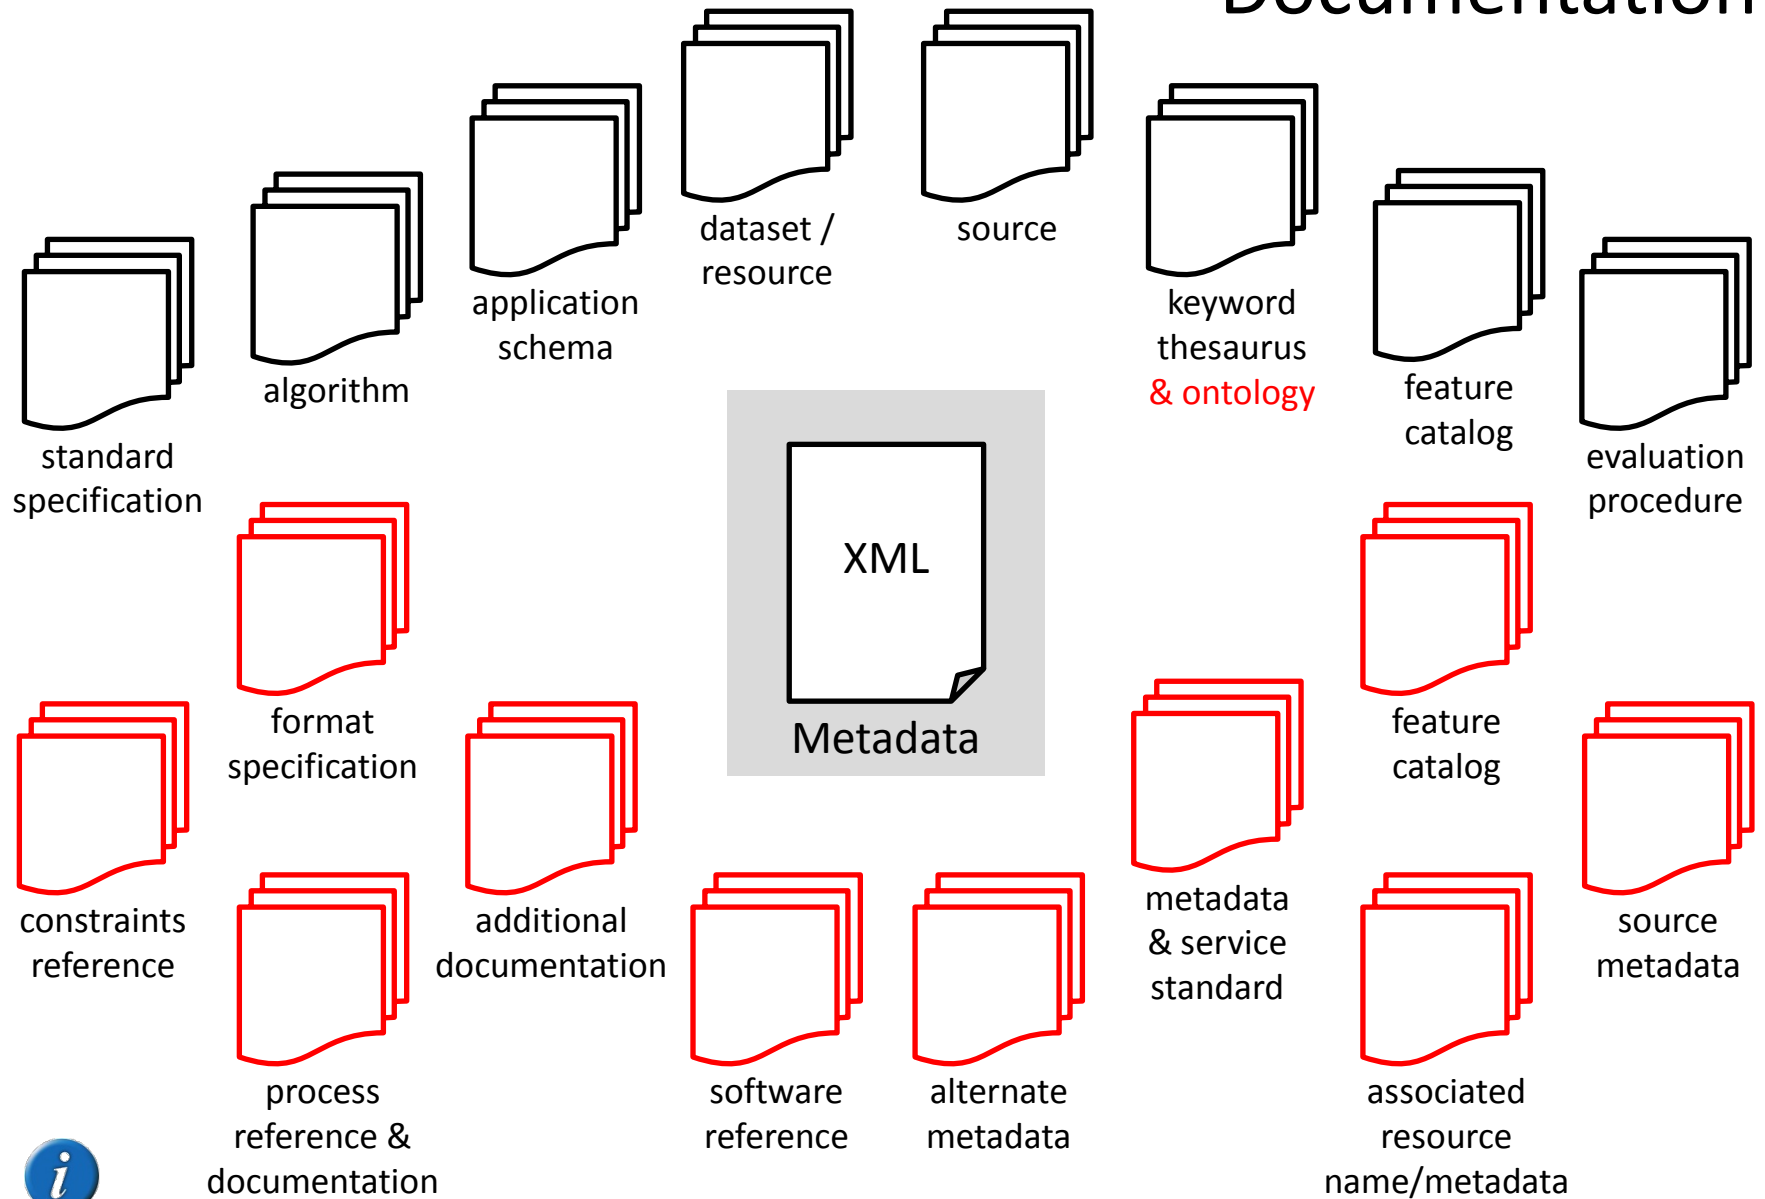 Documentation
dataset /
resource
source
application
schema
keyword
thesaurus
& ontology
algorithm
feature
catalog
standard
specification
evaluation
procedure
XML
Metadata
format
specification
feature
catalog
constraints
reference
additional
documentation
metadata
& service
standard
source
metadata
process
reference &
documentation
software
reference
alternate
metadata
associated
resource
name/metadata
i